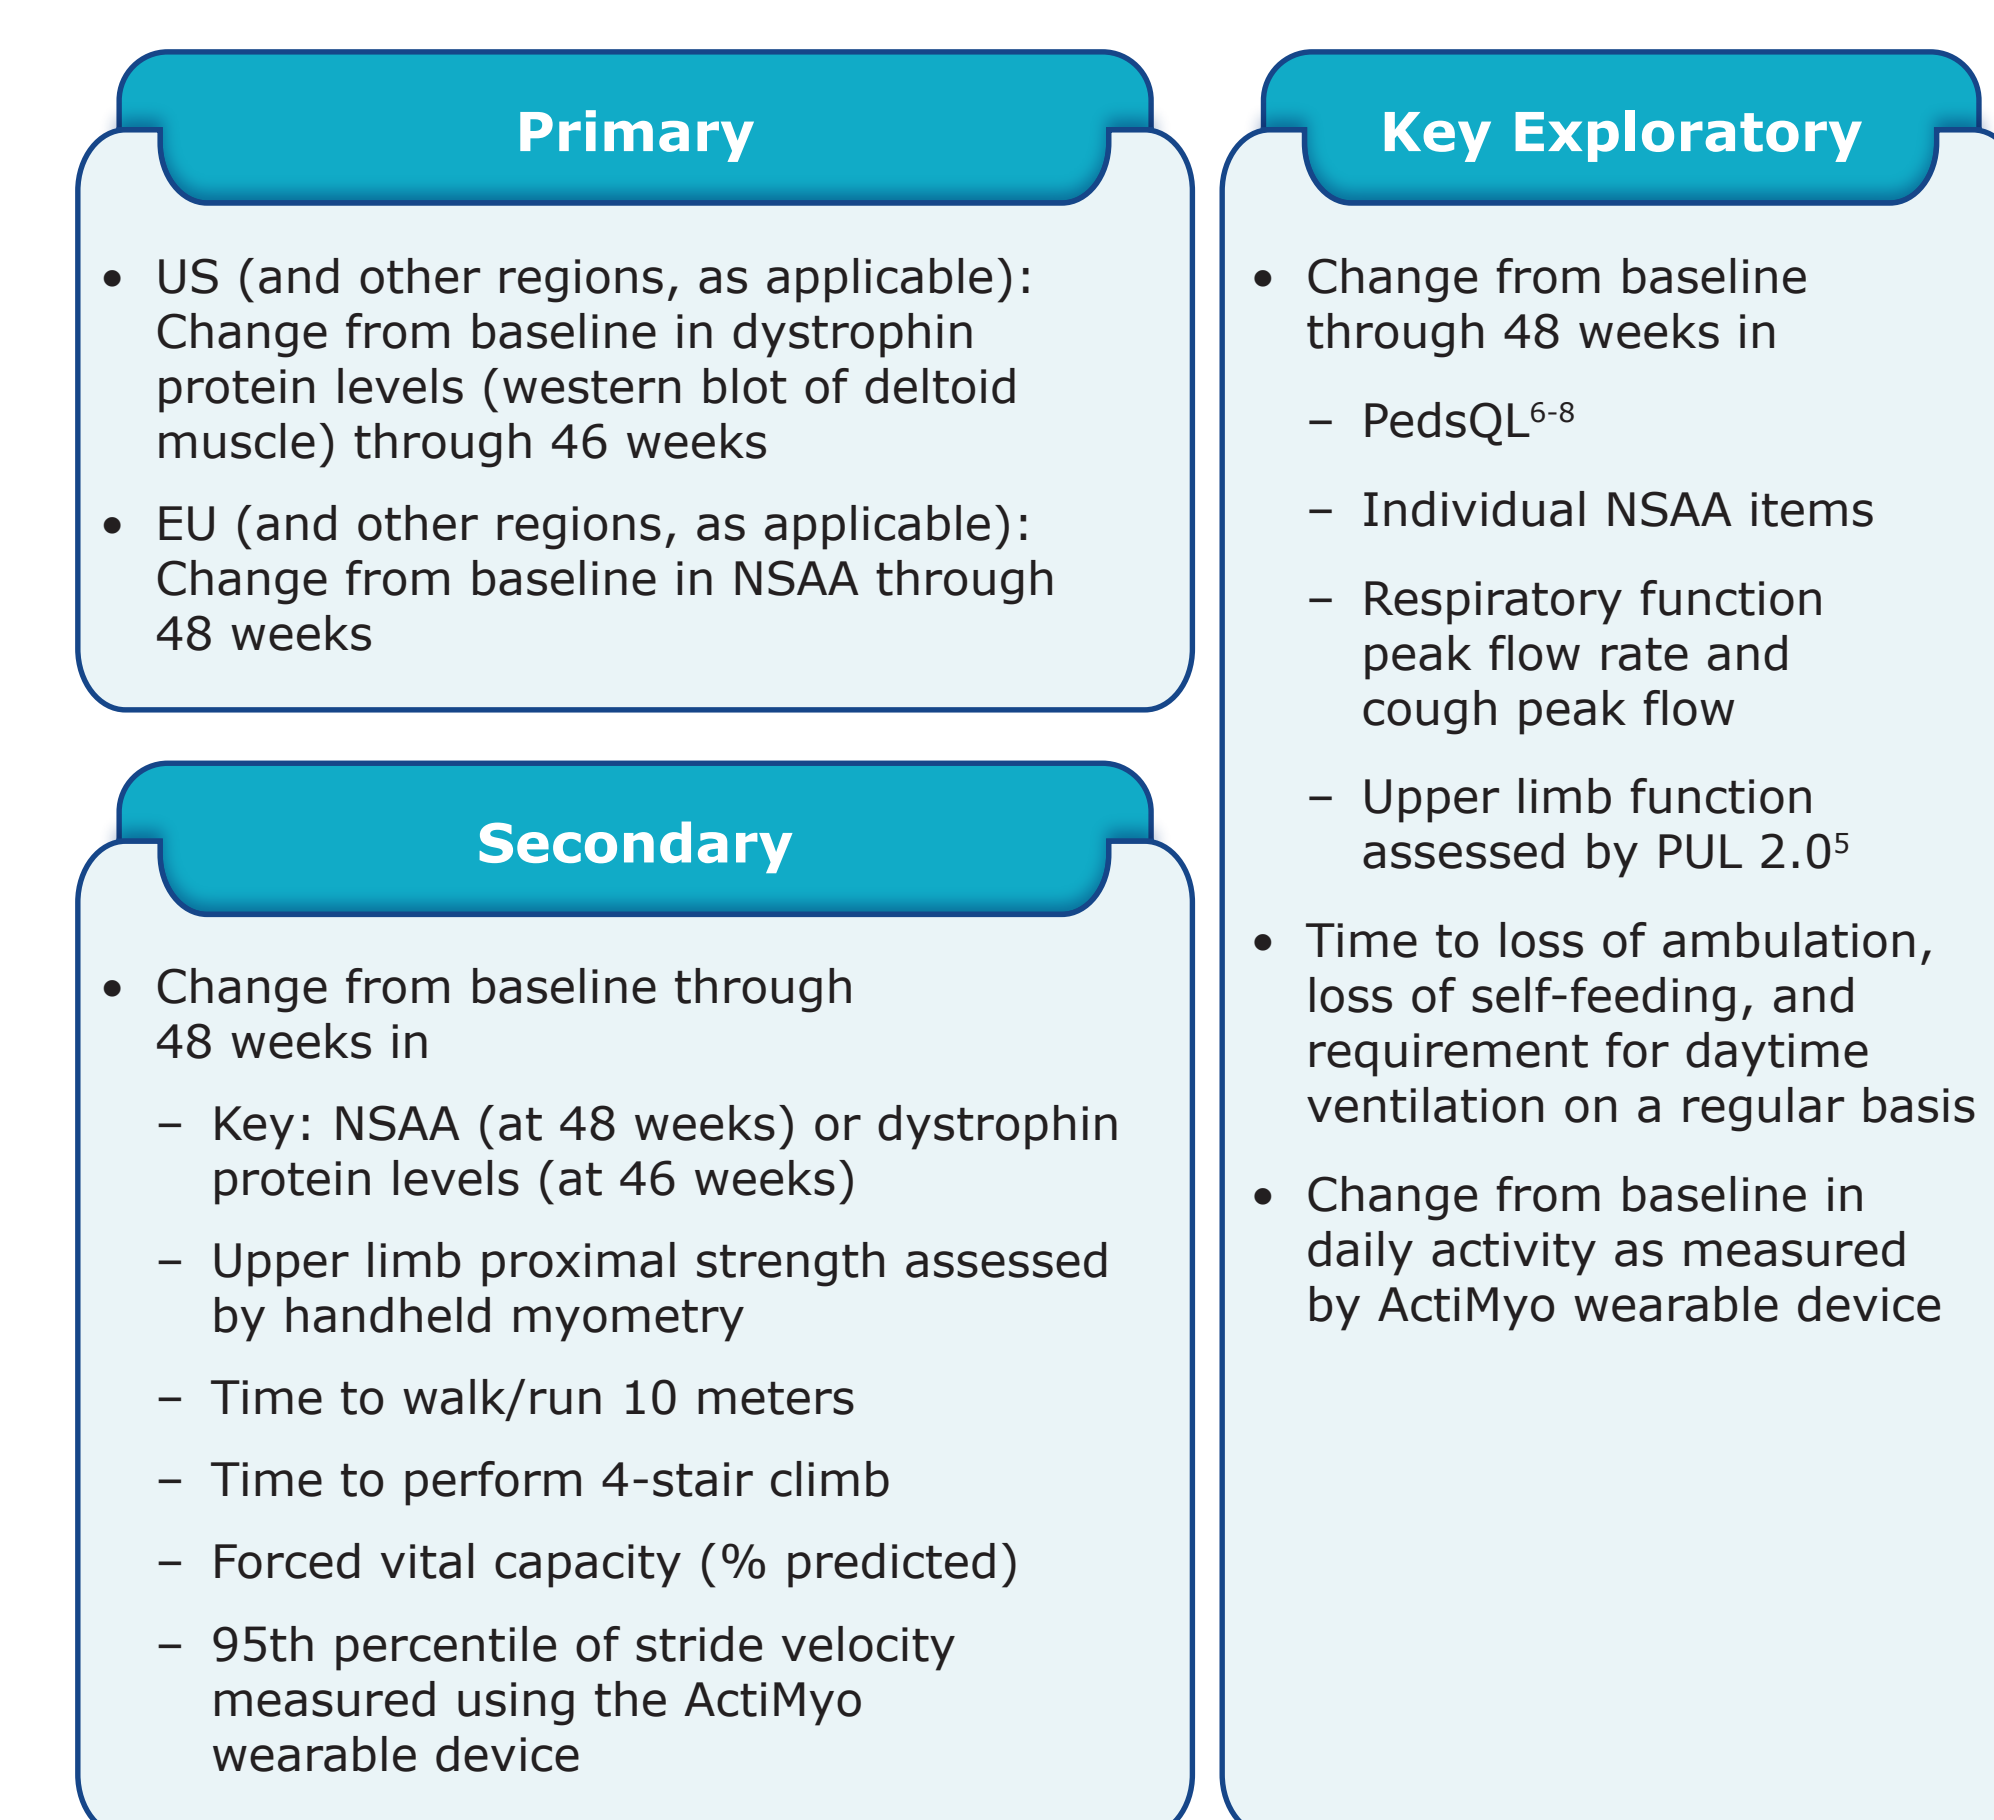 Primary
• US (and other regions, as applicable):
Change from baseline in dystrophin
protein levels (western blot of deltoid
muscle) through 46 weeks
• EU (and other regions, as applicable):
Change from baseline in NSAA through
48 weeks
Secondary
• Change from baseline through
48 weeks in
– Key: NSAA (at 48 weeks) or dystrophin
protein levels (at 46 weeks)
– Upper limb proximal strength assessed
by handheld myometry
– Time to walk/run 10 meters
– Time to perform 4-stair climb
– Forced vital capacity (% predicted)
– 95th percentile of stride velocity
measured using the ActiMyo
wearable device
Key Exploratory
• Change from baseline
through 48 weeks in
– PedsQL⁶⁻⁸
– Individual NSAA items
– Respiratory function
peak flow rate and
cough peak flow
– Upper limb function
assessed by PUL 2.0⁵
• Time to loss of ambulation,
loss of self-feeding, and
requirement for daytime
ventilation on a regular basis
• Change from baseline in
daily activity as measured
by ActiMyo wearable device